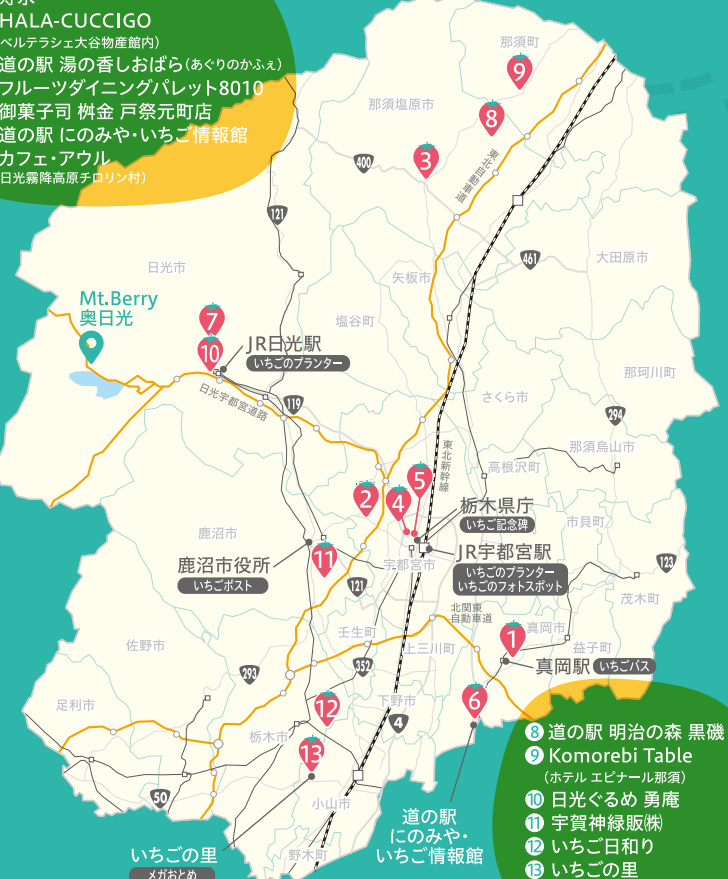 HALA-CUCCIGO
ベルテラシェ大谷物産館内)
道の駅 湯の香しおばら(あぐりのかふぇ)
フルーツダイニングパレット8010
御菓子司 桝金 戸祭元町店
道の駅 にのみや・いちご情報館
カフェ・アウル
日光霧降高原チロリン村)
那須町
9
那須塩原市
8
3
400
東北自動車道
121
461
大田原市
日光市
矢板市
Mt.Berry
奥日光
7
塩谷町
10
JR日光駅
いちごのプランター
那珂川町
日光宇都宮道路
119
さくら市
294
那須烏山市
東北新幹線
高根沢町
5
2
4
栃木県庁
いちご記念碑
市貝町
鹿沼市
鹿沼市役所
いちごポスト
11
JR宇都宮駅
いちごのプランター
いちごのフォトスポット
宇都宮市
123
121
茂木町
北関東
自動車道
壬生町
上三川町
1
真岡市
益子町
佐野市
352
真岡駅
いちごバス
293
足利市
12
下野市
6
4
栃木市
13
50
小山市
道の駅
にのみや・
いちご情報館
いちごの里
メガおとめ
野木町
8 道の駅 明治の森 黒磯
9 Komorebi Table
(ホテル エピナール那須)
10 日光ぐるめ 勇庵
11 宇賀神緑販㈱
12 いちご日和り
13 いちごの里